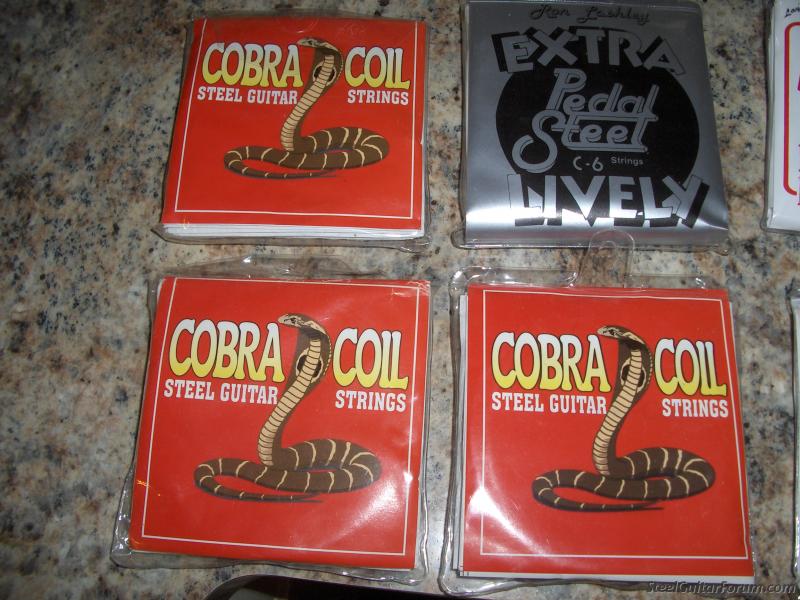 COBRA COIL
STEEL GUITAR STRINGS
Ron Lashley
EXTRA
Pedal
Steel
C-6 Strings
LIVELY
COBRA COIL
STEEL GUITAR STRINGS
COBRA COIL
STEEL GUITAR STRINGS
SteelGuitarForum.com